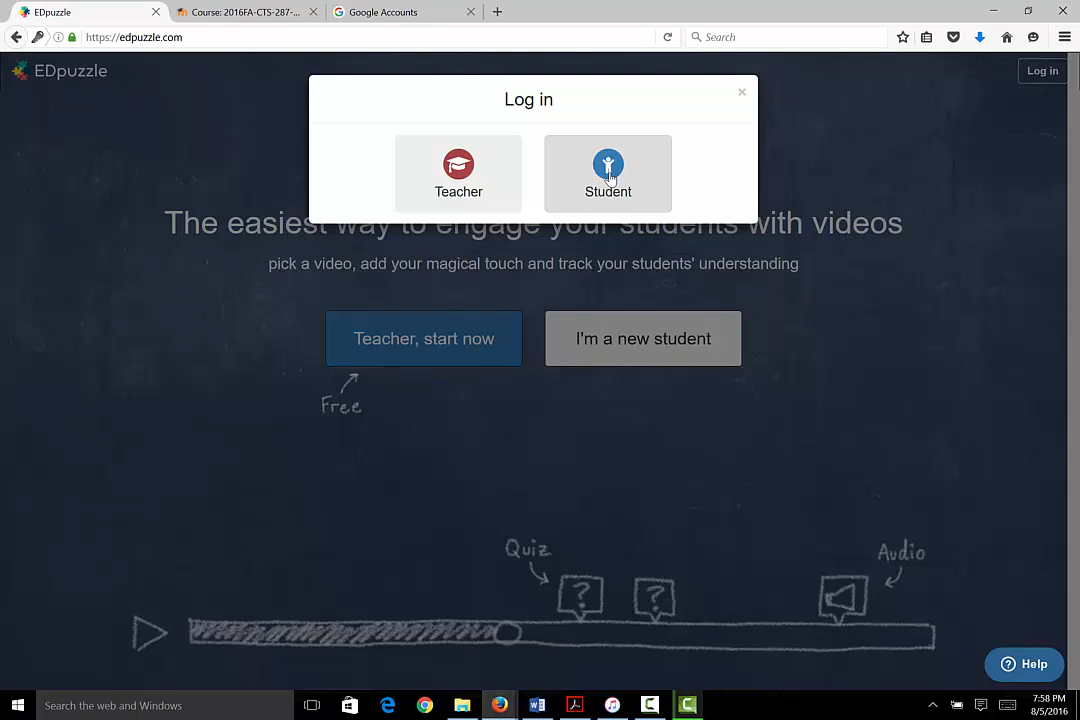 EDpuzzle
Course: 2016FA-CTS-287-...
Google Accounts
https://edpuzzle.com
Search
EDpuzzle
Log in
Log in
Teacher
Student
The easiest way to engage your students with videos
pick a video, add your magical touch and track your students' understanding
Teacher, start now
I'm a new student
Free
Quiz
Audio
? ?
Help
Search the web and Windows
7:58 PM
8/5/2016